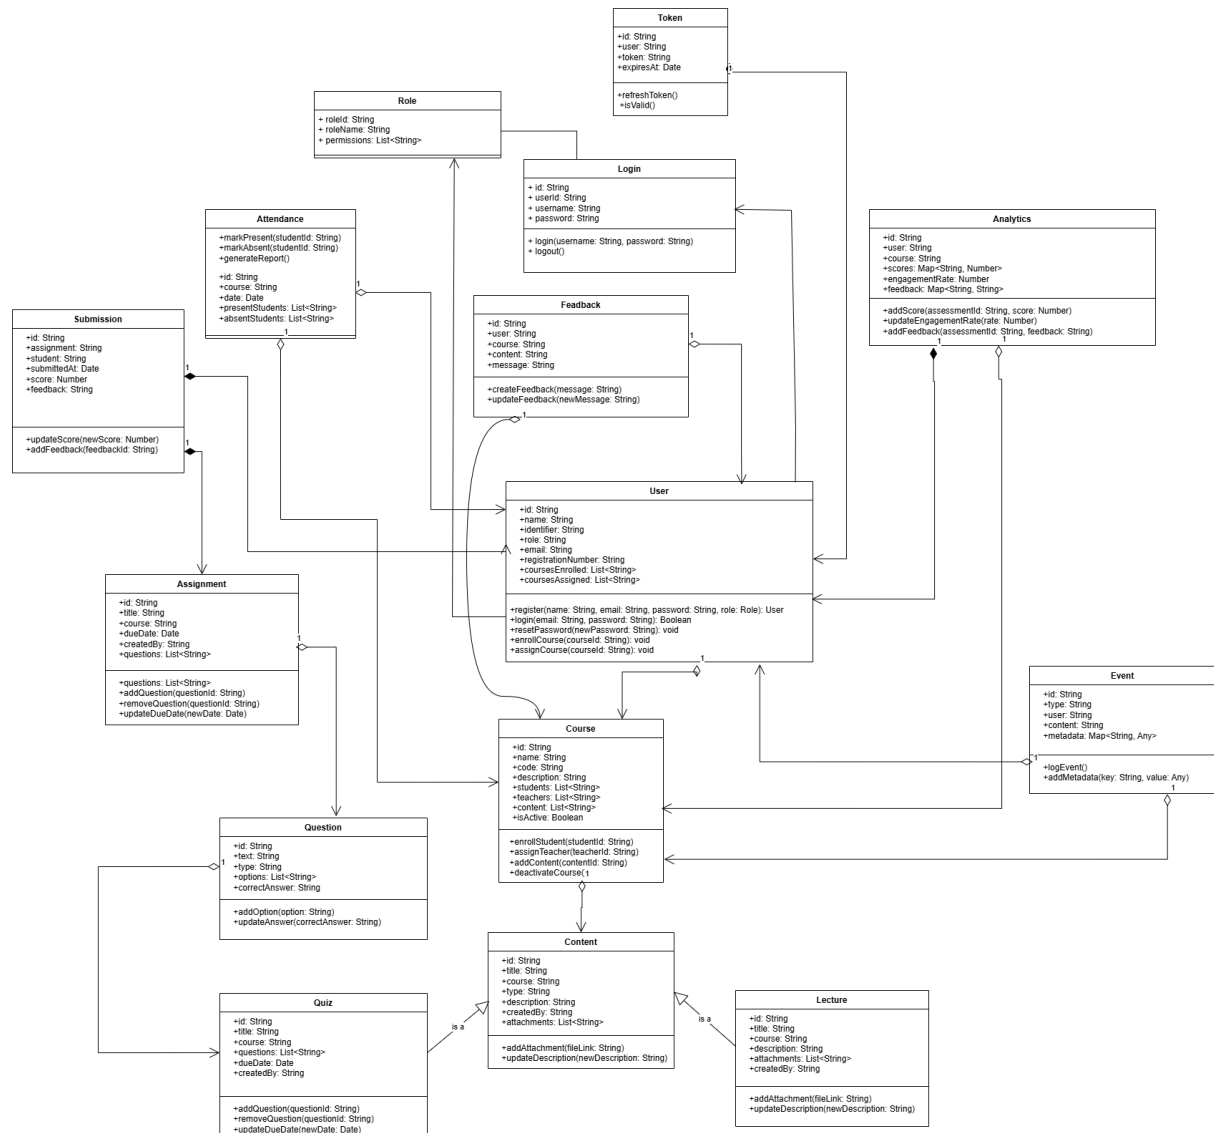 Token
+id: String
+user: String
+token: String
+expiresAt: Date
+refreshToken()
+isValid()
1
Role
+ roleId: String
+ roleName: String
+ permissions: List<String>
Login
+ id: String
+ userId: String
+ username: String
+ password: String
+ login(username: String, password: String)
+ logout()
Attendance
+markPresent(studentId: String)
+markAbsent(studentId: String)
+generateReport()
+id: String
+course: String
+date: Date
+presentStudents: List<String>
+absentStudents: List<String>
1
1
Analytics
+id: String
+user: String
+course: String
+scores: Map<String, Number>
+engagementRate: Number
+feedback: Map<String, String>
+addScore(assessmentId: String, score: Number)
+updateEngagementRate(rate: Number)
+addFeedback(assessmentId: String, feedback: String)
1
1
Feadback
+id: String
+user: String
+course: String
+content: String
+message: String
+createFeedback(message: String)
+updateFeedback(newMessage: String)
1
1
Submission
+id: String
+assignment: String
+student: String
+submittedAt: Date
+score: Number
+feedback: String
+updateScore(newScore: Number)
+addFeedback(feedbackId: String)
1
1
User
+id: String
+name: String
+identifier: String
+role: String
+email: String
+registrationNumber: String
+coursesEnrolled: List<String>
+coursesAssigned: List<String>
+register(name: String, email: String, password: String, role: Role): User
+login(email: String, password: String): Boolean
+resetPassword(newPassword: String): void
+enrollCourse(courseId: String): void
+assignCourse(courseId: String): void
1
Assignment
+id: String
+title: String
+course: String
+dueDate: Date
+createdBy: String
+questions: List<String>
+questions: List<String>
+addQuestion(questionId: String)
+removeQuestion(questionId: String)
+updateDueDate(newDate: Date)
1
Event
+id: String
+type: String
+user: String
+content: String
+metadata: Map<String, Any>
+logEvent()
+addMetadata(key: String, value: Any)
1
1
Course
+id: String
+name: String
+code: String
+description: String
+students: List<String>
+teachers: List<String>
+content: List<String>
+isActive: Boolean
+enrollStudent(studentId: String)
+assignTeacher(teacherId: String)
+addContent(contentId: String)
+deactivateCourse(
1
Question
+id: String
+text: String
+type: String
+options: List<String>
+correctAnswer: String
+addOption(option: String)
+updateAnswer(correctAnswer: String)
1
Content
+id: String
+title: String
+course: String
+type: String
+description: String
+createdBy: String
+attachments: List<String>
+addAttachment(fileLink: String)
+updateDescription(newDescription: String)
Quiz
+id: String
+title: String
+course: String
+questions: List<String>
+dueDate: Date
+createdBy: String
+addQuestion(questionId: String)
+removeQuestion(questionId: String)
+updateDueDate(newDate: Date)
is a
is a
Lecture
+id: String
+title: String
+course: String
+description: String
+attachments: List<String>
+createdBy: String
+addAttachment(fileLink: String)
+updateDescription(newDescription: String)